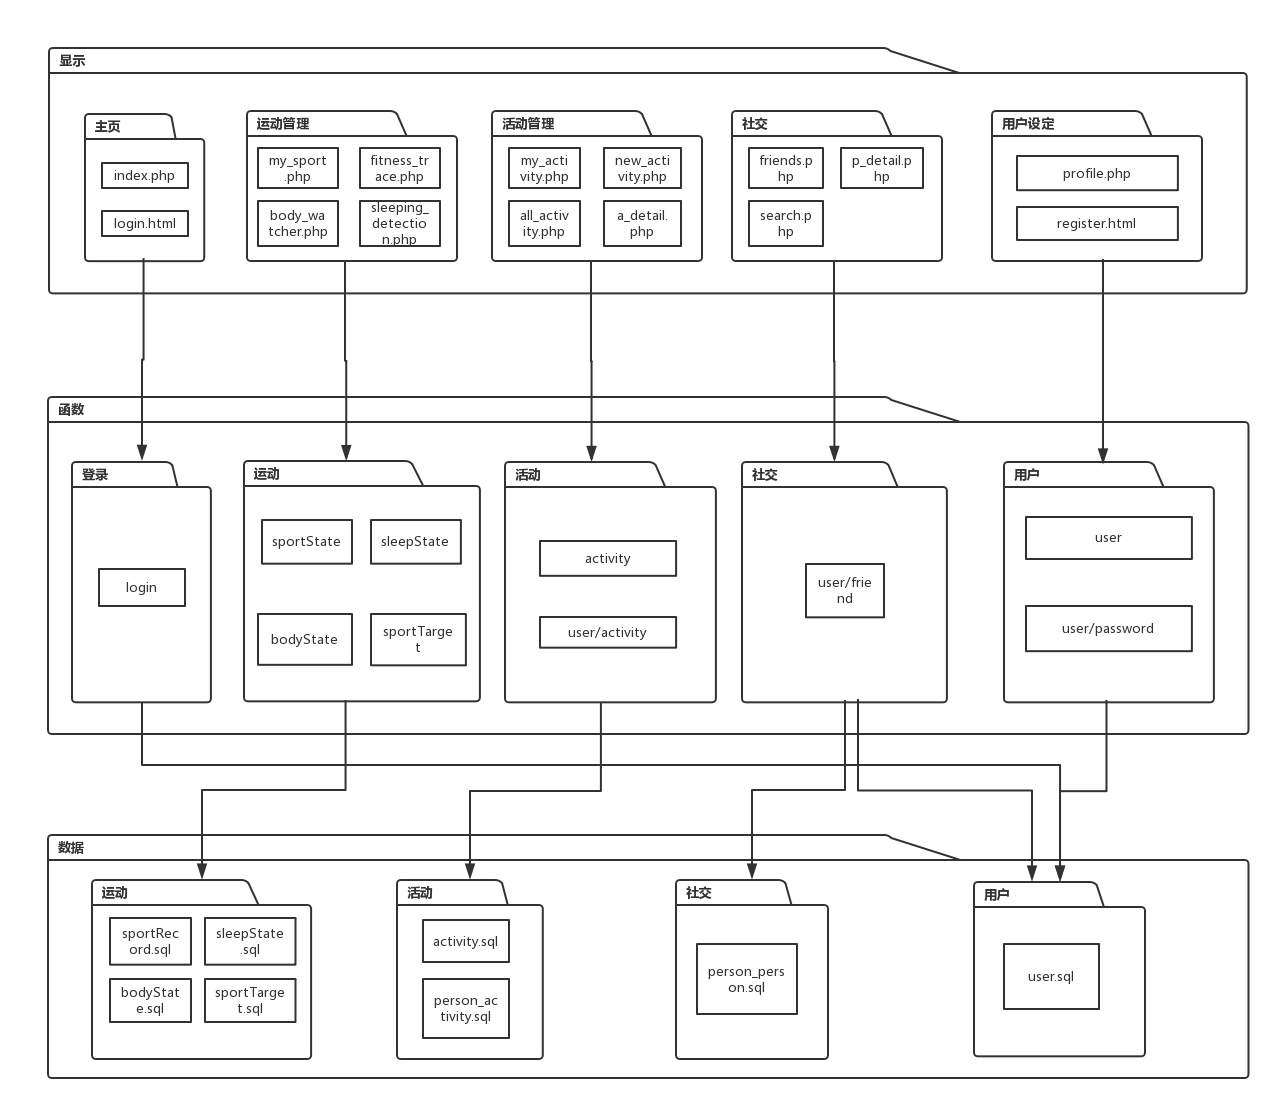 显示
主页
index.php
login.html
运动管理
my_sport
.php
fitness_tr
ace.php
body_wa
tcher.php
sleeping_
detectio
n.php
活动管理
my_acti
vity.php
new_acti
vity.php
all_activ
ity.php
a_detail.
php
社交
friends.p
hp
p_detail.p
hp
search.p
hp
用户设定
profile.php
register.html
函数
登录
login
运动
sportState
sleepState
bodyState
sportTarge
t
活动
activity
user/activity
社交
user/frie
nd
用户
user
user/password
数据
运动
sportRec
ord.sql
sleepState
.sql
bodyStat
e.sql
sportTarge
t.sql
活动
activity.sql
person_ac
tivity.sql
社交
person_pers
on.sql
用户
user.sql